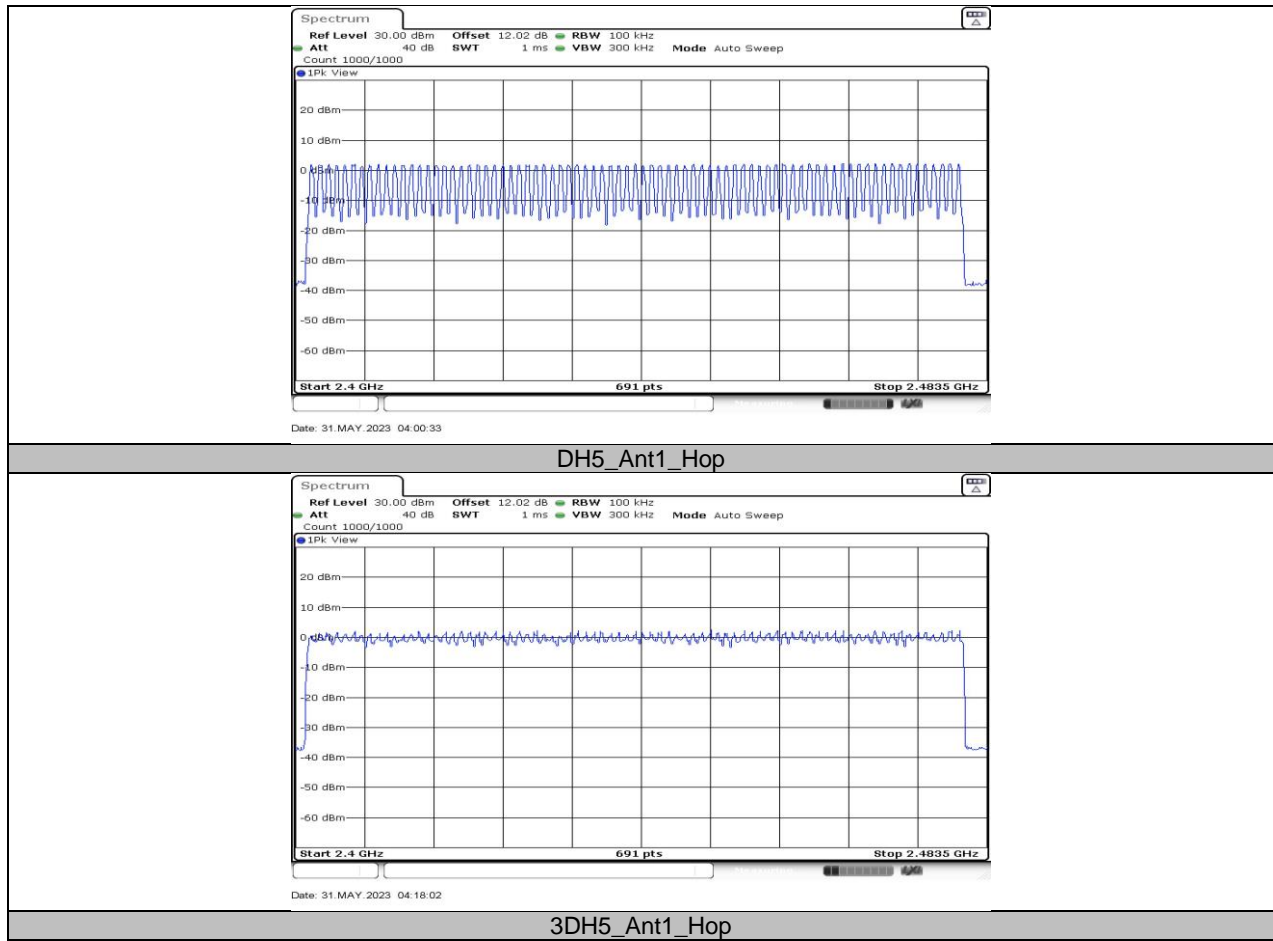 Spectrum
Ref Level 30.00 dBm Offset 12.02 dB RBW 100 kHz
Att 40 dB SWT 1 ms VBW 300 kHz Mode Auto Sweep
Count 1000/1000
1Pk View
20 dBm
10 dBm
0 dBm
-10 dBm
-20 dBm
-30 dBm
-40 dBm
-50 dBm
-60 dBm
Start 2.4 GHz 691 pts Stop 2.4835 GHz
Date: 31.MAY.2023 04:00:33
DH5_Ant1_Hop
Spectrum
Ref Level 30.00 dBm Offset 12.02 dB RBW 100 kHz
Att 40 dB SWT 1 ms VBW 300 kHz Mode Auto Sweep
Count 1000/1000
1Pk View
20 dBm
10 dBm
0 dBm
-10 dBm
-20 dBm
-30 dBm
-40 dBm
-50 dBm
-60 dBm
Start 2.4 GHz 691 pts Stop 2.4835 GHz
Date: 31.MAY.2023 04:18:02
3DH5_Ant1_Hop